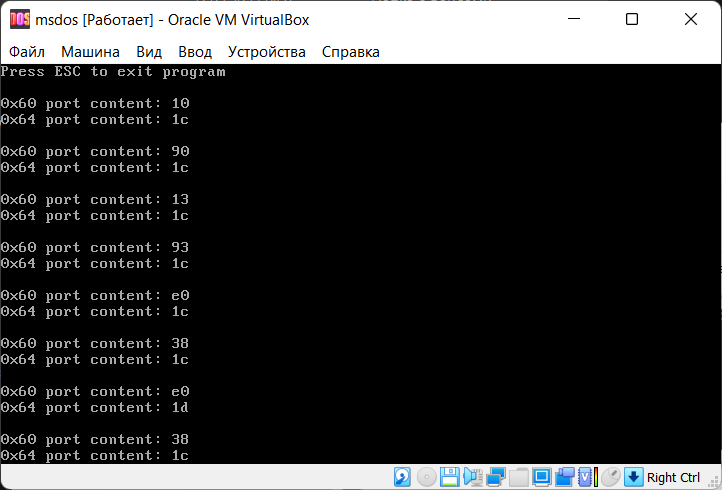 DOS
msdos [Работает] - Oracle VM VirtualBox
Файл Машина Вид Ввод Устройства Справка
Press ESC to exit program
0x60 port content: 10
0x64 port content: 1c
0x60 port content: 90
0x64 port content: 1c
0x60 port content: 13
0x64 port content: 1c
0x60 port content: 93
0x64 port content: 1c
0x60 port content: e0
0x64 port content: 1c
0x60 port content: 38
0x64 port content: 1c
0x60 port content: e0
0x64 port content: 1d
0x60 port content: 38
0x64 port content: 1c
Right Ctrl